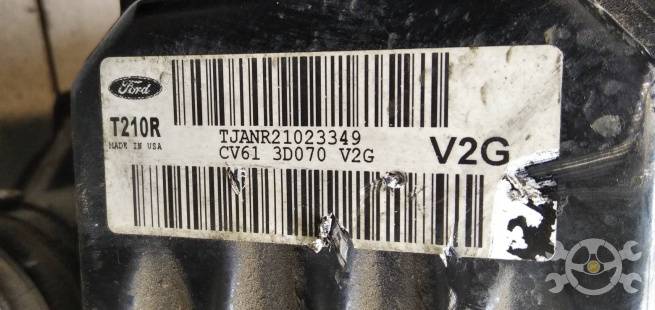 Ford
T210R
MADE IN USA
TJANR21023349
CV61 3D070 V2G
V2G